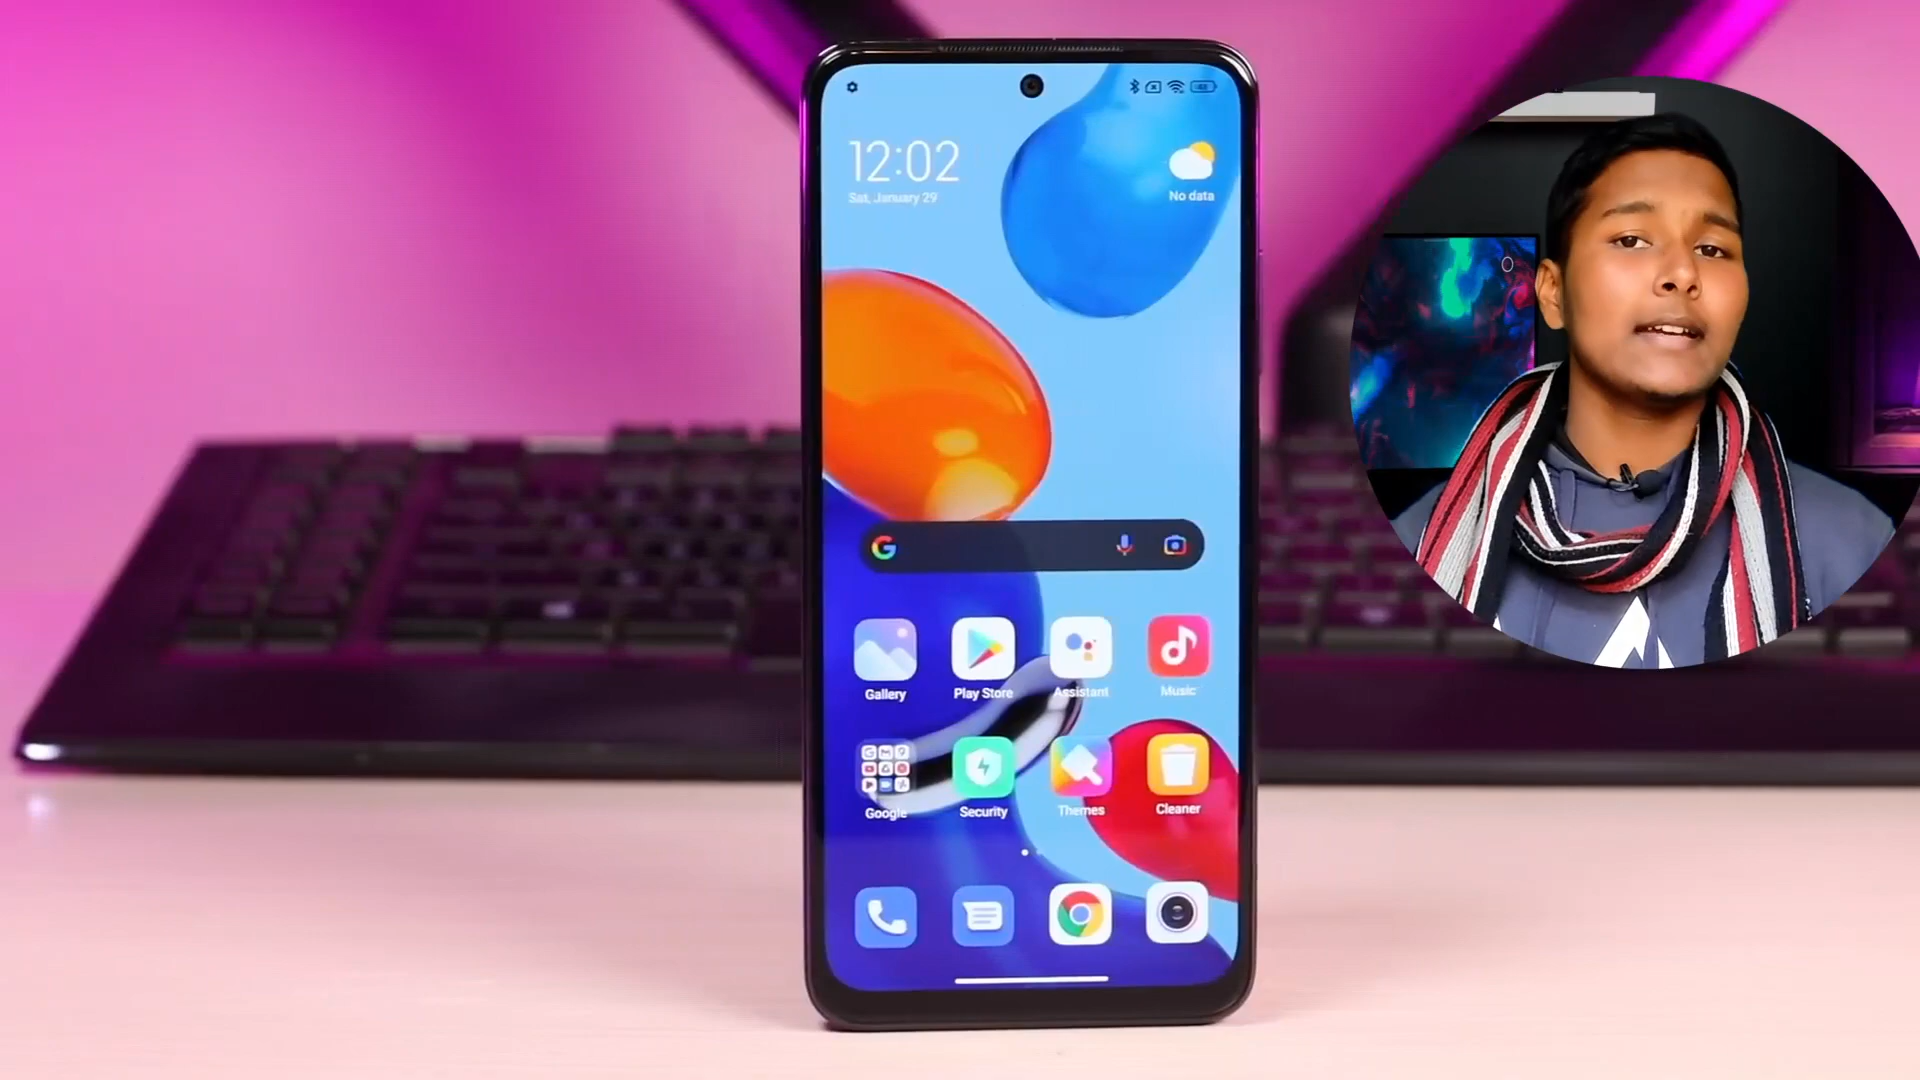 12:02
Sat, January 29
No data
Gallery
Play Store
Assistant
Music
Google
Security
Themes
Cleaner